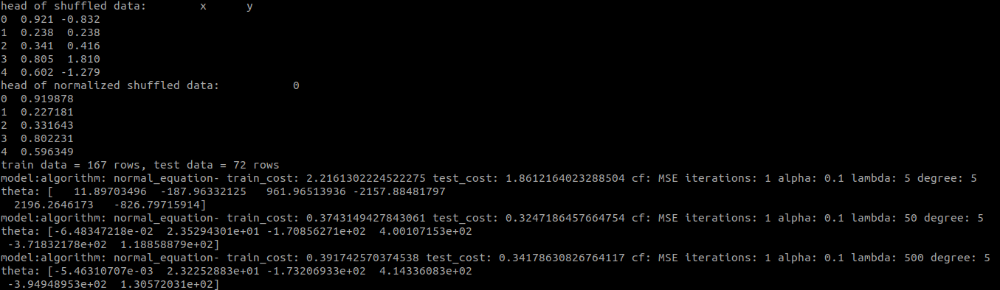 head of shuffled data:        x      y
0  0.921 -0.832
1  0.238  0.238
2  0.341  0.416
3  0.805  1.810
4  0.602 -1.279
head of normalized shuffled data:           0
0  0.919878
1  0.227181
2  0.331643
3  0.802231
4  0.596349
train data = 167 rows, test data = 72 rows
model:algorithm: normal_equation- train_cost: 2.2161302224522275 test_cost: 1.8612164023288504 cf: MSE iterations: 1 alpha: 0.1 lambda: 5 degree: 5
theta: [   11.89703496  -187.96332125   961.96513936 -2157.88481797
  2196.2646173   -826.79715914]
model:algorithm: normal_equation- train_cost: 0.3743149427843061 test_cost: 0.3247186457664754 cf: MSE iterations: 1 alpha: 0.1 lambda: 50 degree: 5
theta: [-6.48347218e-02  2.35294301e+01 -1.70856271e+02  4.00107153e+02
 -3.71832178e+02  1.18858879e+02]
model:algorithm: normal_equation- train_cost: 0.391742570374538 test_cost: 0.34178630826764117 cf: MSE iterations: 1 alpha: 0.1 lambda: 500 degree: 5
theta: [-5.46310707e-03  2.32252883e+01 -1.73206933e+02  4.14336083e+02
 -3.94948953e+02  1.30572031e+02]